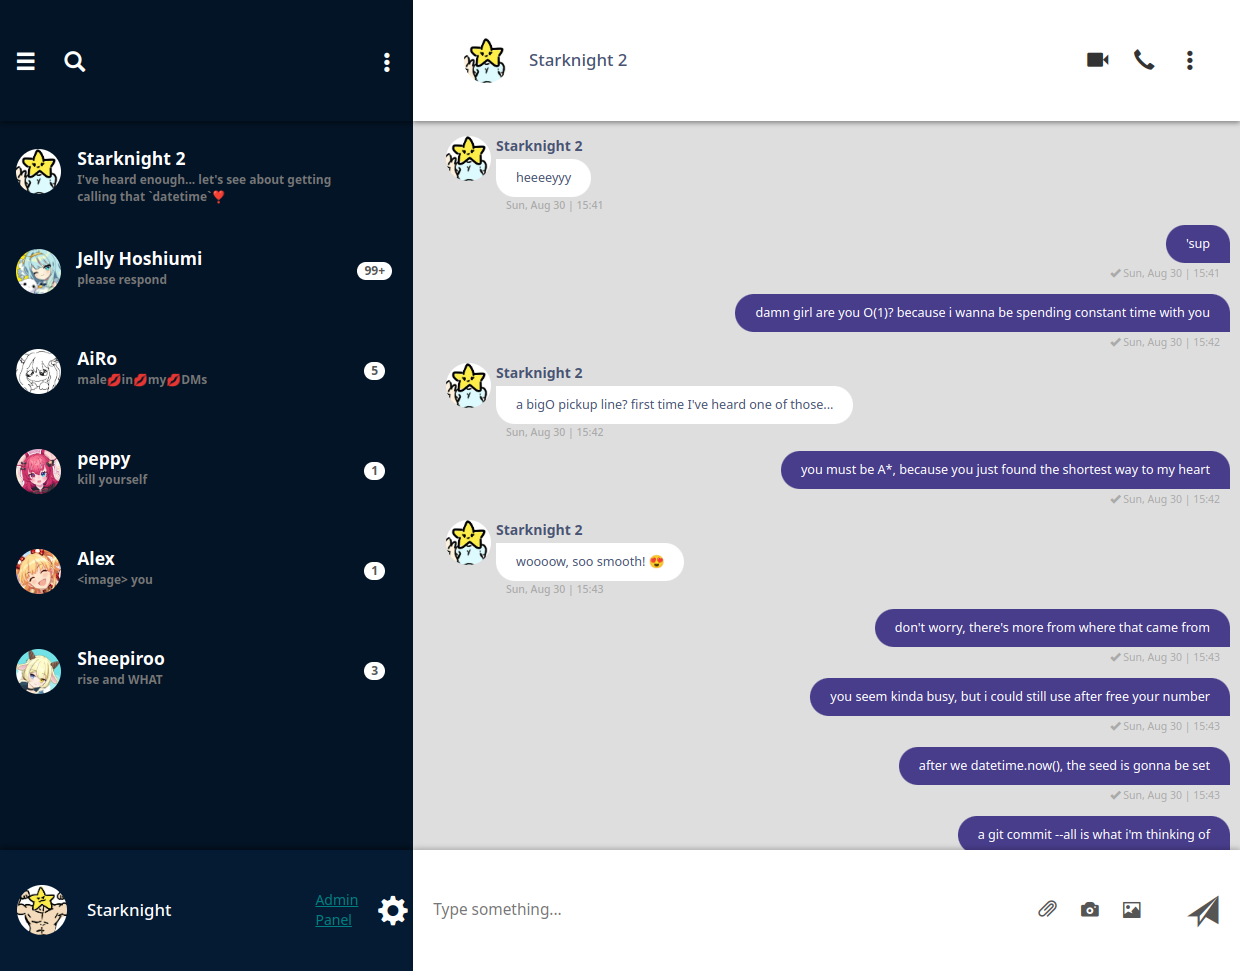 Starknight 2
Starknight 2
I've heard enough... let's see about getting
calling that `datetime`❣️
Jelly Hoshiumi
please respond
99+
AiRo
male💋in💋my💋DMs
5
peppy
kill yourself
1
Alex
<image> you
1
Sheepiroo
rise and WHAT
3
Starknight
Admin
Panel
Starknight 2
heeeeyyy
Sun, Aug 30 | 15:41
'sup
Sun, Aug 30 | 15:41
damn girl are you O(1)? because i wanna be spending constant time with you
Sun, Aug 30 | 15:42
Starknight 2
a bigO pickup line? first time I've heard one of those...
Sun, Aug 30 | 15:42
you must be A*, because you just found the shortest way to my heart
Sun, Aug 30 | 15:42
Starknight 2
woooow, soo smooth! 😍
Sun, Aug 30 | 15:43
don't worry, there's more from where that came from
Sun, Aug 30 | 15:43
you seem kinda busy, but i could still use after free your number
Sun, Aug 30 | 15:43
after we datetime.now(), the seed is gonna be set
Sun, Aug 30 | 15:43
a git commit --all is what i'm thinking of
Type something...